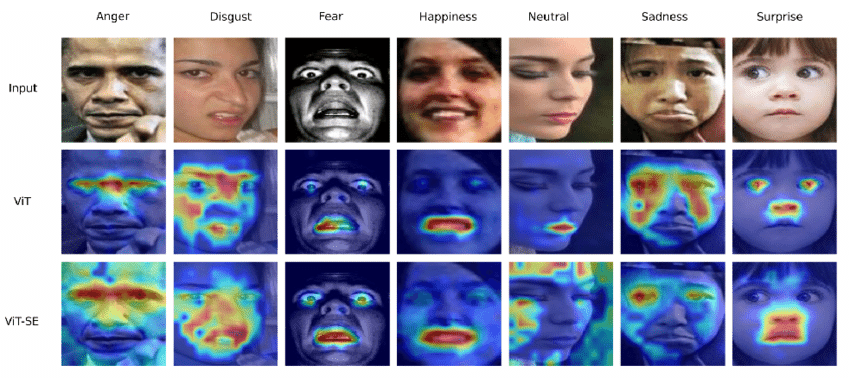 Anger Disgust Fear Happiness Neutral Sadness Surprise
Input
ViT
ViT-SE